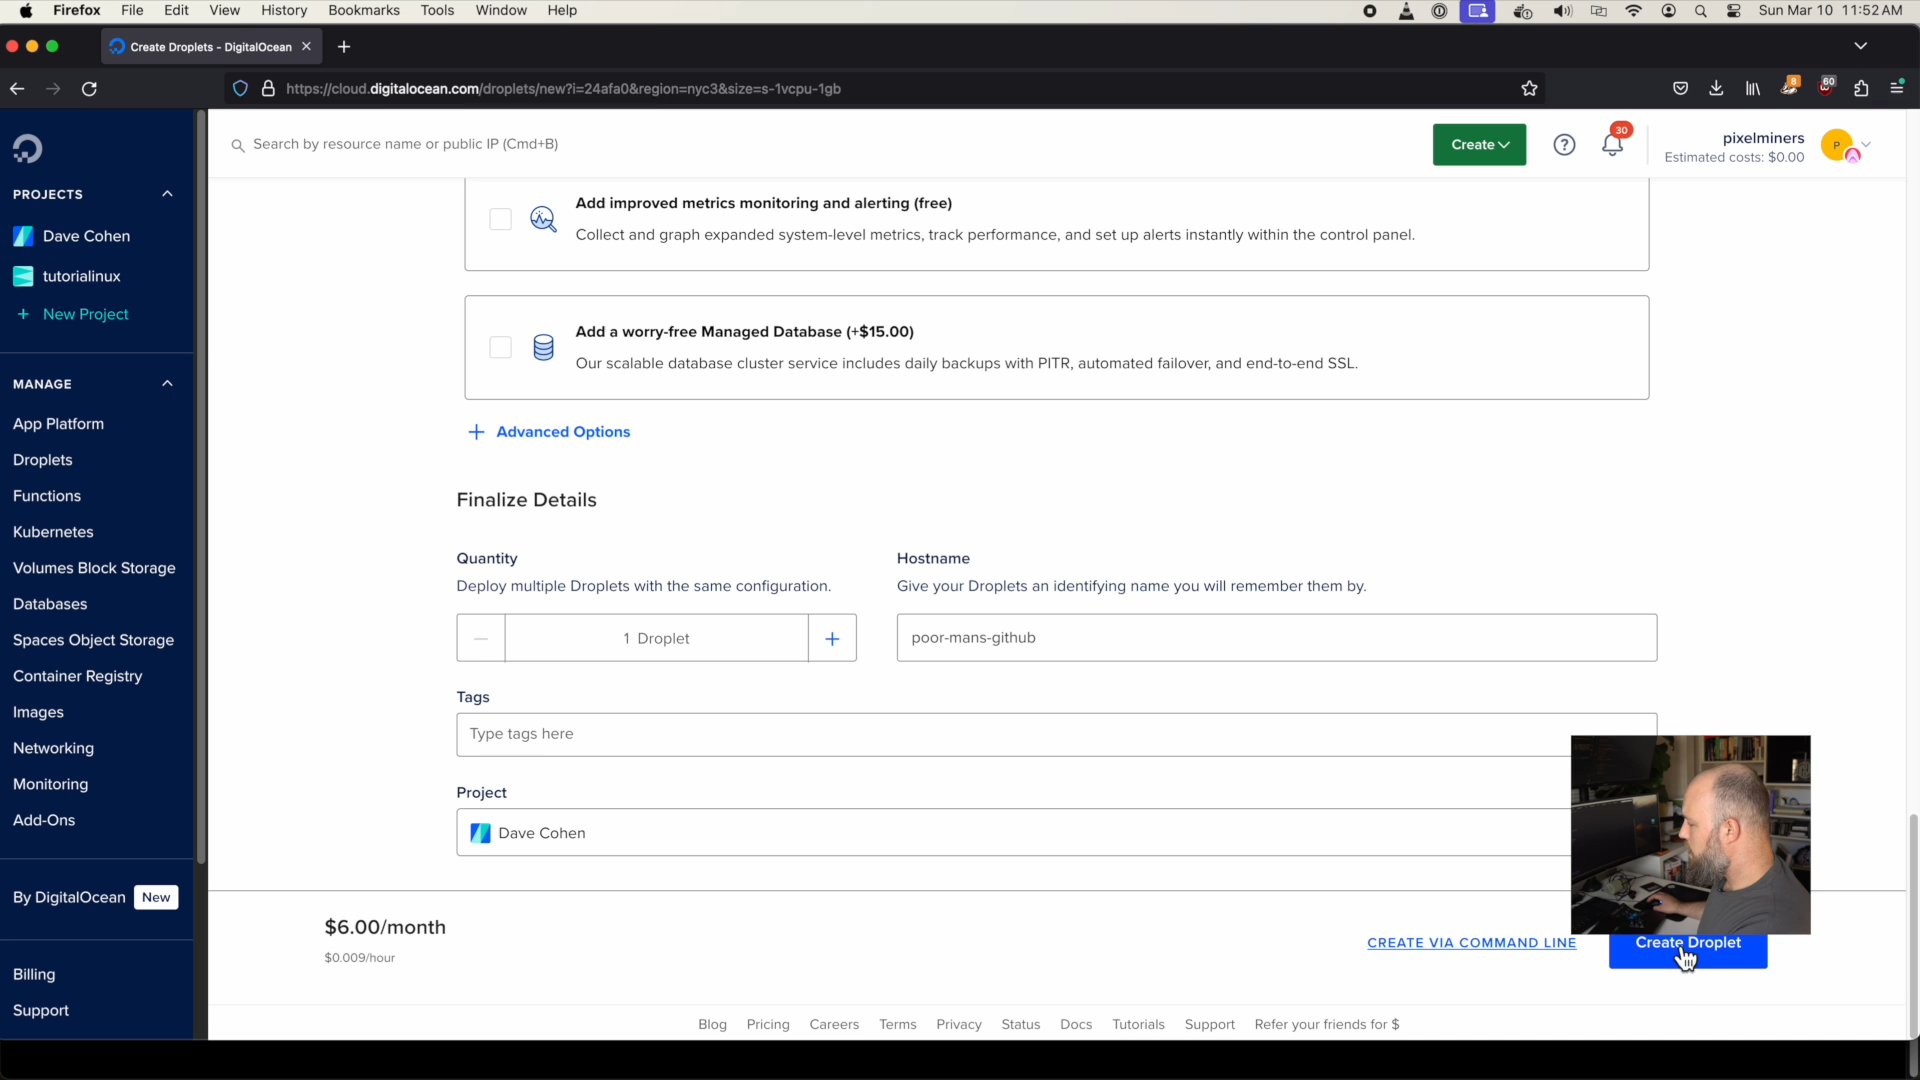 Firefox File Edit View History Bookmarks Tools Window Help Sun Mar 10 11:52 AM
Create Droplets - DigitalOcean
https://cloud.digitalocean.com/droplets/new?i=24afa0&region=nyc3&size=s-1vcpu-1gb
8
60
Search by resource name or public IP (Cmd+B)
Create
30
pixelminers
Estimated costs: $0.00
P
PROJECTS
Dave Cohen
tutorialinux
+ New Project
MANAGE
App Platform
Droplets
Functions
Kubernetes
Volumes Block Storage
Databases
Spaces Object Storage
Container Registry
Images
Networking
Monitoring
Add-Ons
By DigitalOcean New
Billing
Support
Add improved metrics monitoring and alerting (free)
Collect and graph expanded system-level metrics, track performance, and set up alerts instantly within the control panel.
Add a worry-free Managed Database (+$15.00)
Our scalable database cluster service includes daily backups with PITR, automated failover, and end-to-end SSL.
+ Advanced Options
Finalize Details
Quantity
Deploy multiple Droplets with the same configuration.
1 Droplet
Hostname
Give your Droplets an identifying name you will remember them by.
poor-mans-github
Tags
Type tags here
Project
Dave Cohen
$6.00/month
$0.009/hour
CREATE VIA COMMAND LINE
Create Droplet
Blog Pricing Careers Terms Privacy Status Docs Tutorials Support Refer your friends for $